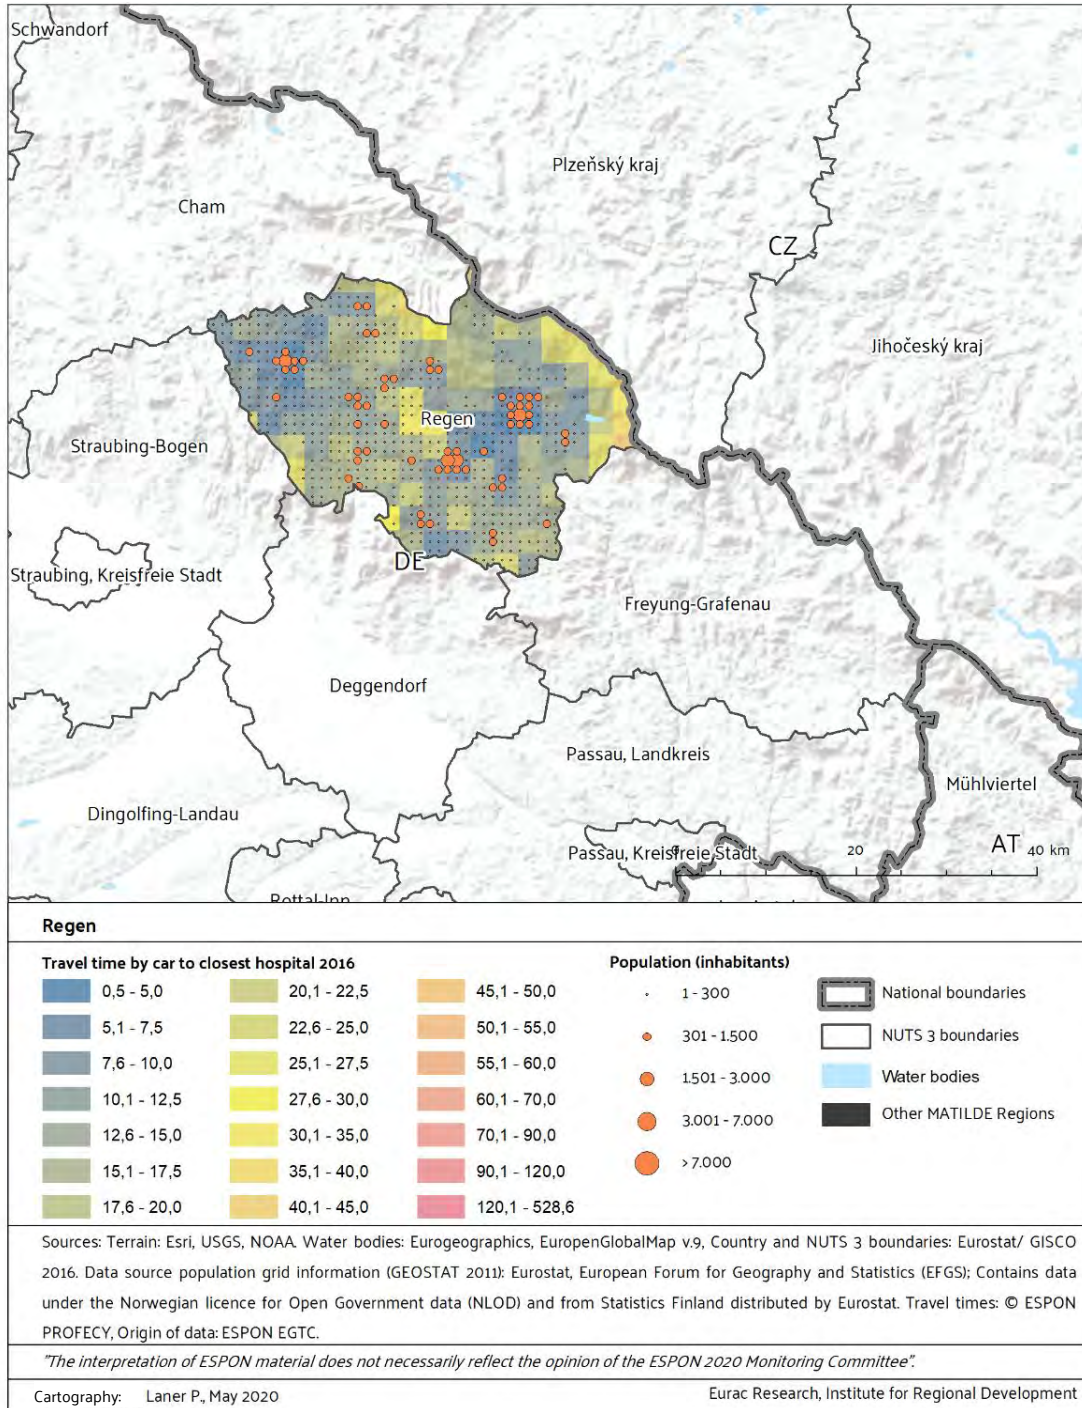 Schwandorf
Plzeňský kraj
Cham
CZ
Jihočeský kraj
Regen
Straubing-Bogen
DE
Straubing, Kreisfreie Stadt
Freyung-Grafenau
Deggendorf
Passau, Landkreis
Mühlviertel
Dingolfing-Landau
AT
0 20 40 km
Passau, Kreisfreie Stadt
Rottal-Inn
Regen
Travel time by car to closest hospital 2016
0,5 - 5,0
5,1 - 7,5
7,6 - 10,0
10,1 - 12,5
12,6 - 15,0
15,1 - 17,5
17,6 - 20,0
20,1 - 22,5
22,6 - 25,0
25,1 - 27,5
27,6 - 30,0
30,1 - 35,0
35,1 - 40,0
40,1 - 45,0
45,1 - 50,0
50,1 - 55,0
55,1 - 60,0
60,1 - 70,0
70,1 - 90,0
90,1 - 120,0
120,1 - 528,6
Population (inhabitants)
1 - 300
301 - 1.500
1.501 - 3.000
3.001 - 7.000
>7.000
National boundaries
NUTS 3 boundaries
Water bodies
Other MATILDE Regions
Sources: Terrain: Esri, USGS, NOAA. Water bodies: Eurogeographics, EuropenGlobalMap v.9, Country and NUTS 3 boundaries: Eurostat/ GISCO
2016. Data source population grid information (GEOSTAT 2011): Eurostat, European Forum for Geography and Statistics (EFGS); Contains data
under the Norwegian licence for Open Government data (NLOD) and from Statistics Finland distributed by Eurostat. Travel times: © ESPON
PROFECY, Origin of data: ESPON EGTC.
"The interpretation of ESPON material does not necessarily reflect the opinion of the ESPON 2020 Monitoring Committee".
Cartography: Laner P., May 2020
Eurac Research, Institute for Regional Development